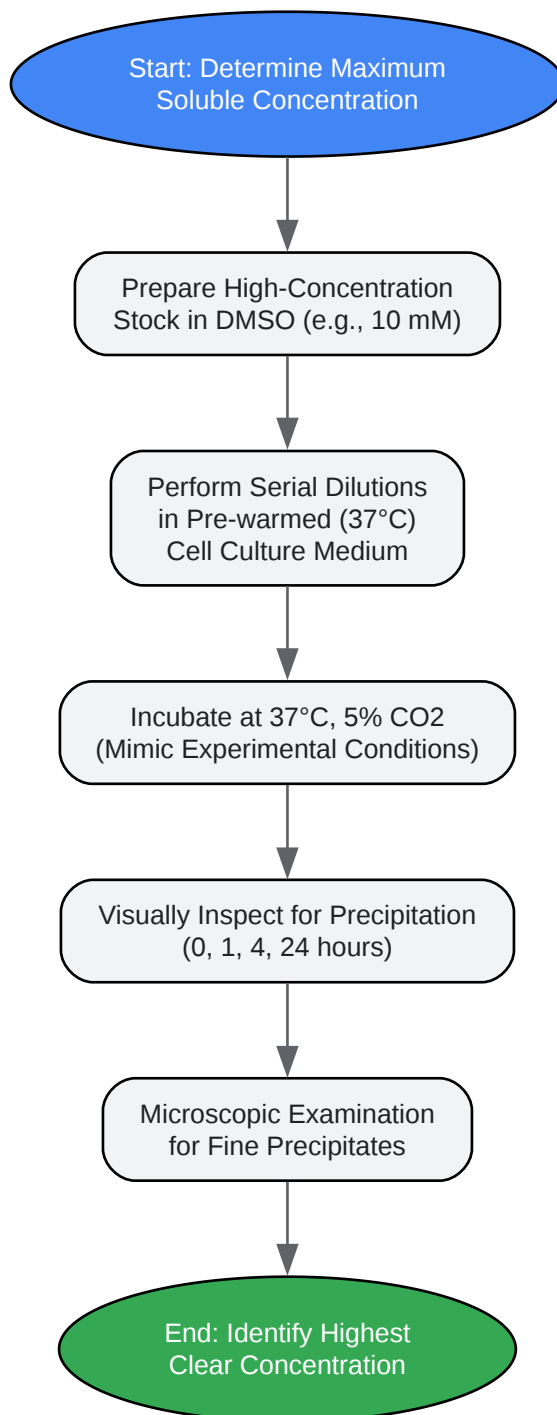 Start: Determine Maximum
Soluble Concentration
Prepare High-Concentration
Stock in DMSO (e.g., 10 mM)
Perform Serial Dilutions
in Pre-warmed (37°C)
Cell Culture Medium
Incubate at 37°C, 5% CO2
(Mimic Experimental Conditions)
Visually Inspect for Precipitation
(0, 1, 4, 24 hours)
Microscopic Examination
for Fine Precipitates
End: Identify Highest
Clear Concentration